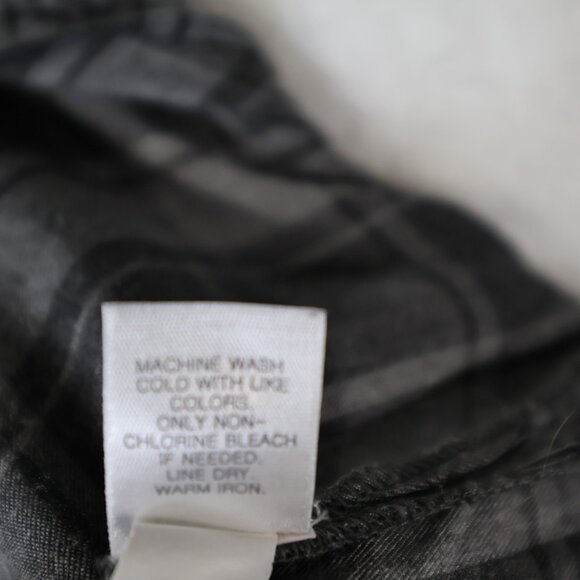 MACHINE WASH
COLD WITH LIKE
COLORS.
ONLY NON-
CHLORINE BLEACH
IF NEEDED.
LINE DRY.
WARM IRON.